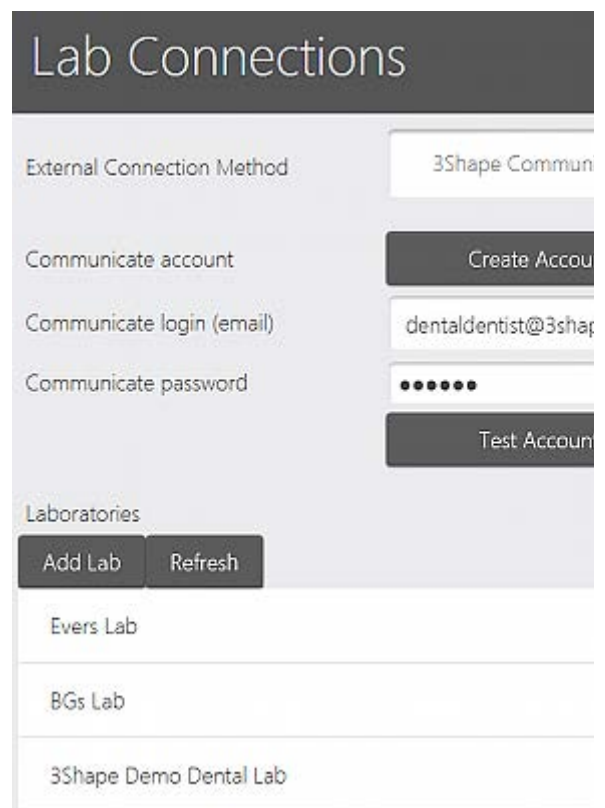 Lab Connections
External Connection Method 3Shape Commun
Communicate account Create Accou
Communicate login (email) dentaldentist@3shap
Communicate password ●●●●●●
Test Account
Laboratories
Add Lab Refresh
Evers Lab
BGs Lab
3Shape Demo Dental Lab